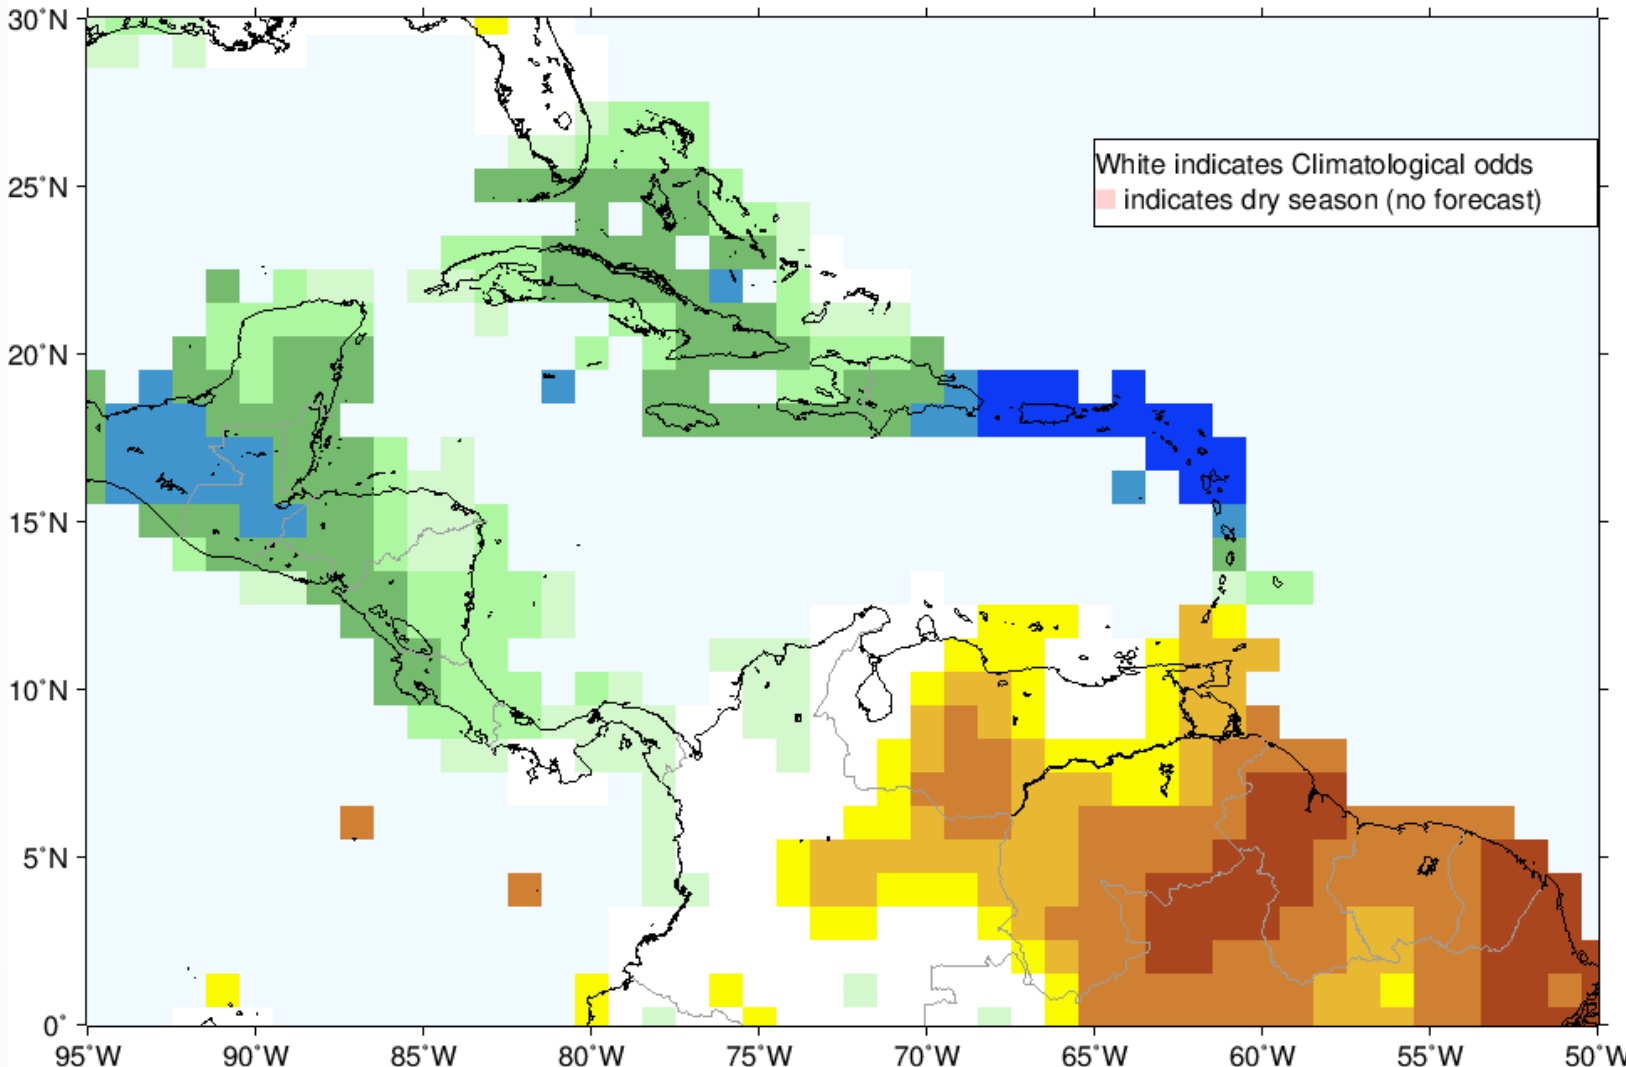 30°N
White indicates Climatological odds
25°N
indicates dry season (no forecast)
20°N
15°N
10°N
5°N
0°
95°W 90°W 85°W 80°W 75°W 70°W 65°W 60°W 55°W 50°W